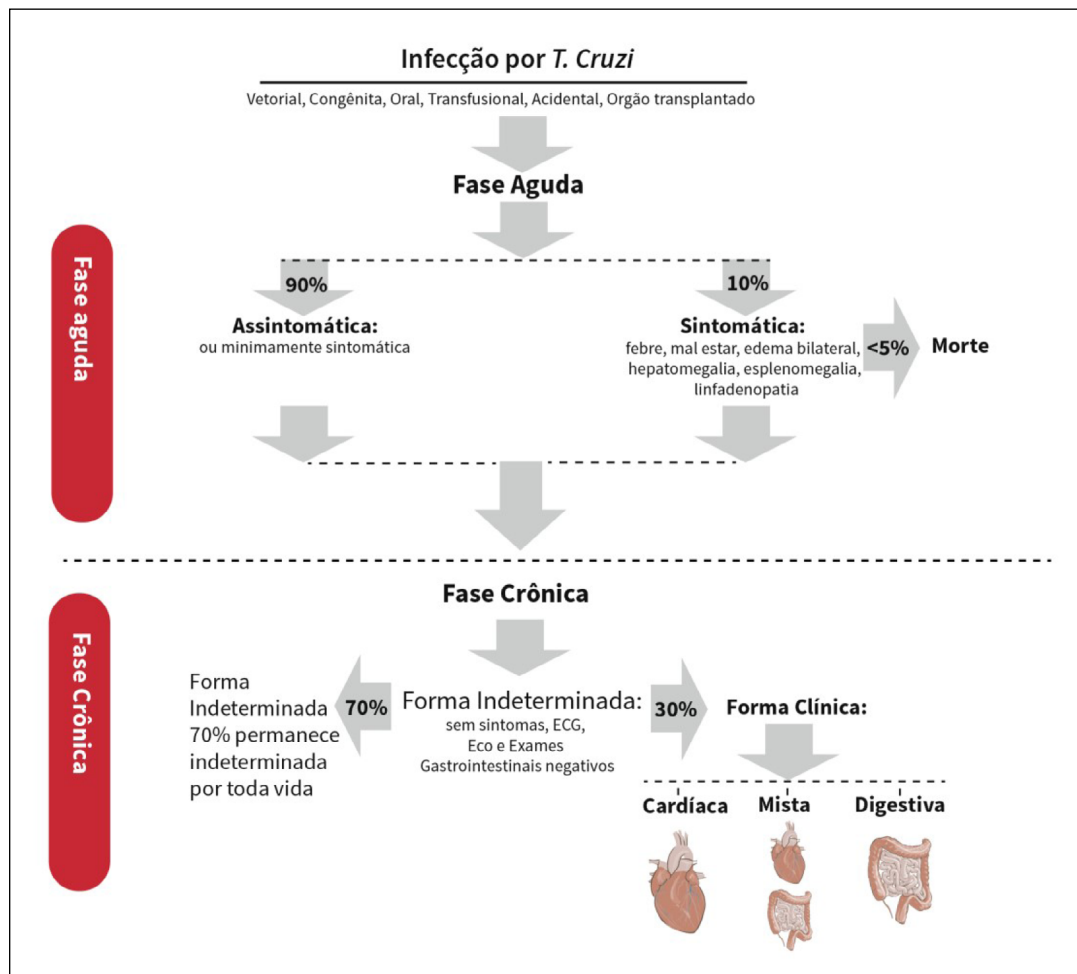 Infecção por T. Cruzi
Vetorial, Congênita, Oral, Transfusional, Acidental, Orgão transplantado
Fase Aguda
Fase aguda
90%
10%
Assintomática:
ou minimamente sintomática
Sintomática:
febre, mal estar, edema bilateral,
hepatomegalia, esplenomegalia,
linfadenopatia
<5%
Morte
Fase Crônica
Fase Crônica
Forma
Indeterminada
70% permanece
indeterminada
por toda vida
70%
Forma Indeterminada:
sem sintomas, ECG,
Eco e Exames
Gastrointestinais negativos
30%
Forma Clínica:
Cardíaca
Mista
Digestiva